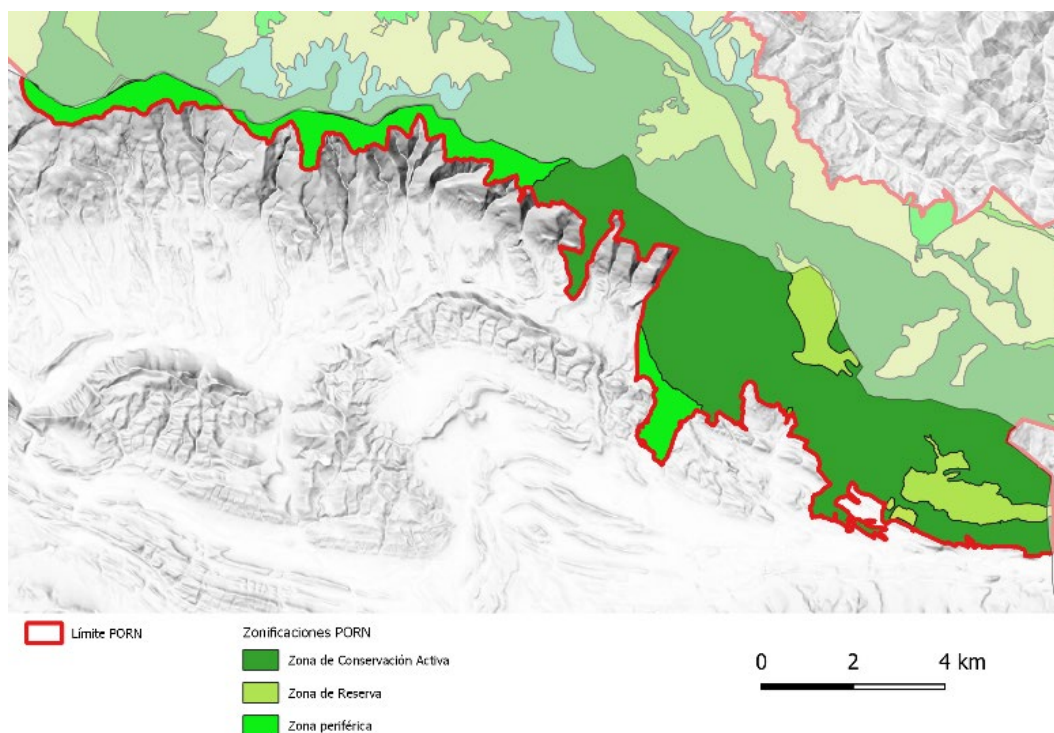 Límite PORN
Zonificaciones PORN
Zona de Conservación Activa
Zona de Reserva
Zona periférica
0 2 4 km